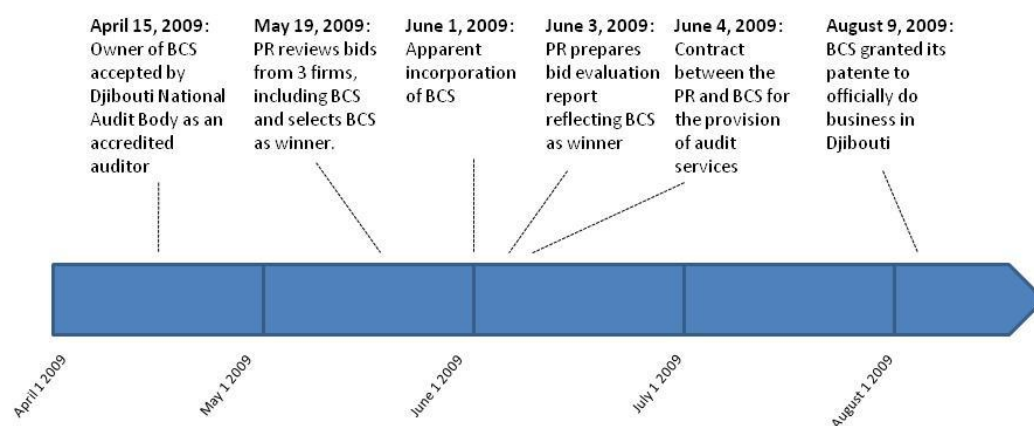 April 15, 2009:
Owner of BCS
accepted by
Djibouti National
Audit Body as an
accredited
auditor
May 19, 2009:
PR reviews bids
from 3 firms,
including BCS
and selects BCS
as winner.
June 1, 2009:
Apparent
incorporation
of BCS
June 3, 2009:
PR prepares
bid evaluation
report
reflecting BCS
as winner
June 4, 2009:
Contract
between the
PR and BCS for
the provision
of audit
services
August 9, 2009:
BCS granted its
patente to
officially do
business in
Djibouti
April 1 2009
May 1 2009
June 1 2009
July 1 2009
August 1 2009